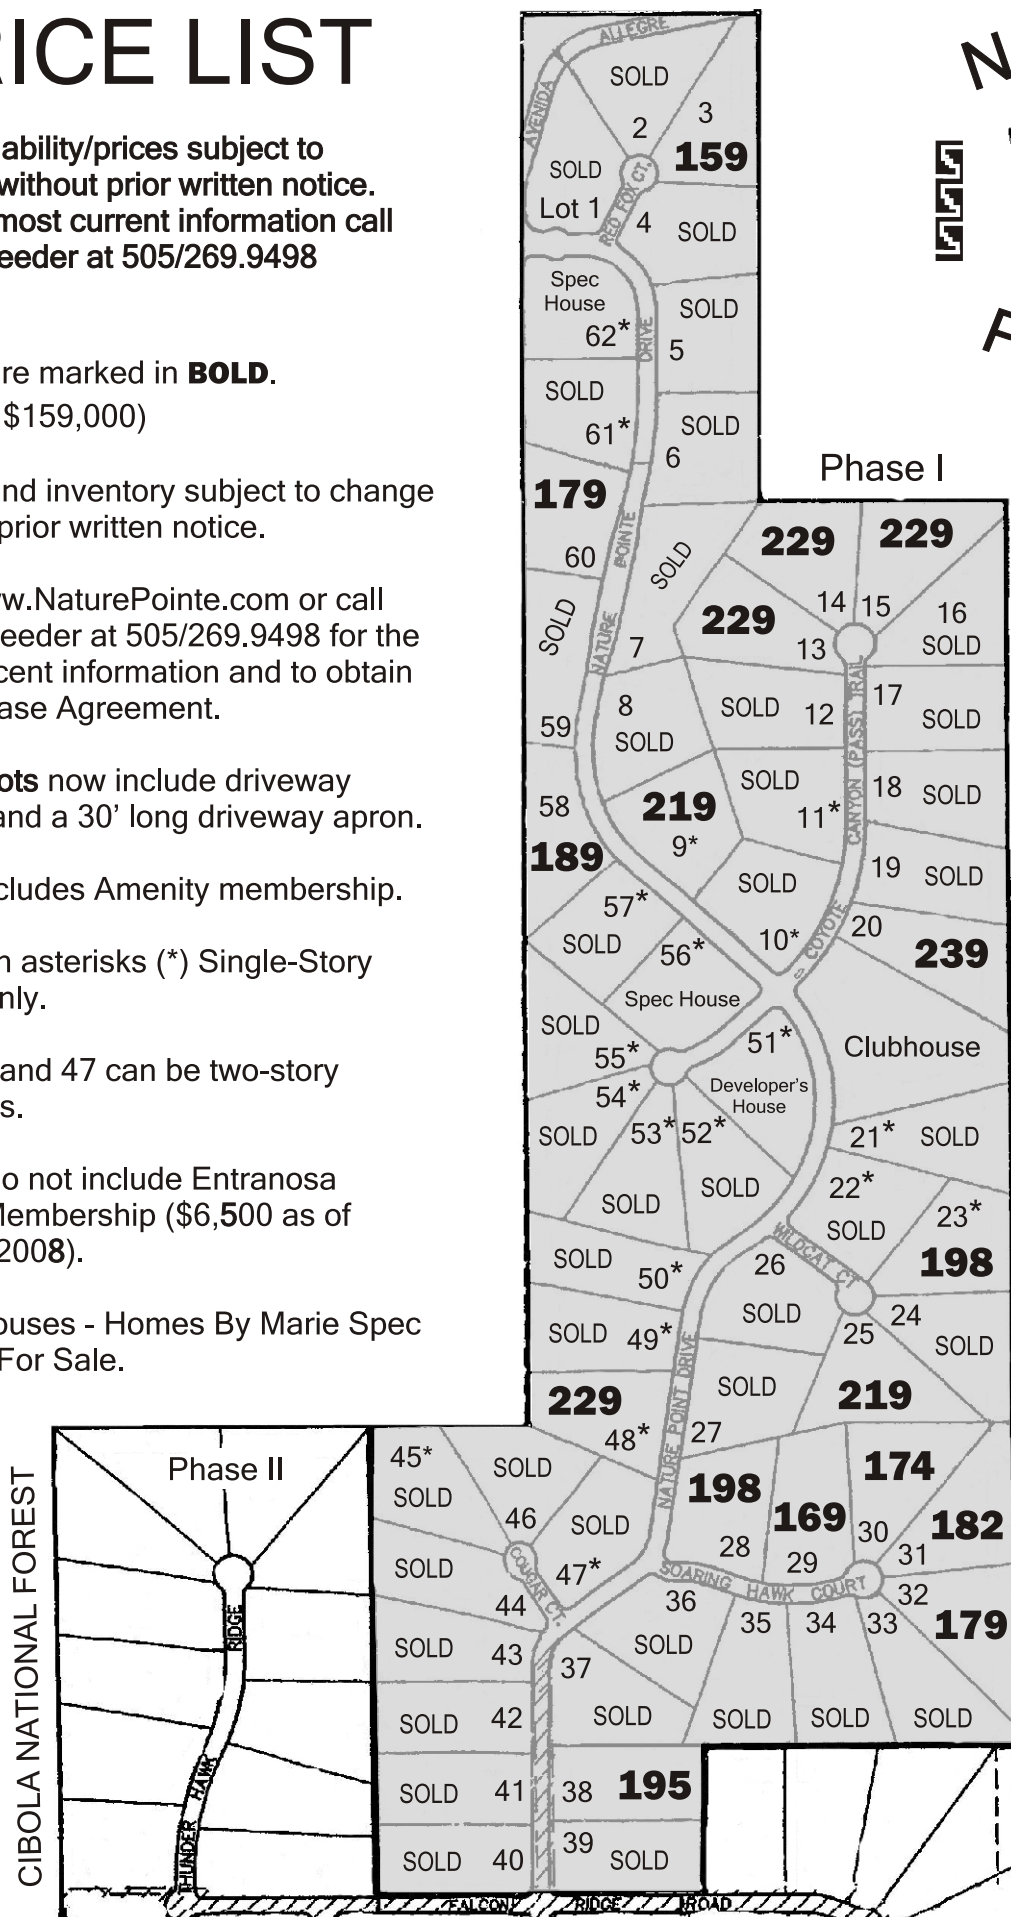 RICE LIST
ability/prices subject to
without prior written notice.
most current information call
eeder at 505/269.9498
re marked in BOLD.
$159,000)
nd inventory subject to change
prior written notice.
ww.NaturePointe.com or call
eeder at 505/269.9498 for the
cent information and to obtain
ase Agreement.
ots now include driveway
and a 30' long driveway apron.
cludes Amenity membership.
h asterisks (*) Single-Story
nly.
and 47 can be two-story
s.
o not include Entranosa
Membership ($6,500 as of
2008).
ouses - Homes By Marie Spec
For Sale.
N
P
AVENIDA ALLEGRE
SOLD
2
3
159
SOLD
Lot 1
RED FOX CT.
4
SOLD
Spec
House
62*
DRIVE
SOLD
5
SOLD
61*
SOLD
6
Phase I
179
60
POINTE
SOLD
7
NATURE
SOLD
59
229
14
229
15
16
SOLD
229
13
8
SOLD
SOLD
12
17
SOLD
CANYON (PASS) TRAIL
58
189
219
9*
SOLD
11*
18
SOLD
19
SOLD
57*
SOLD
SOLD
10*
COYOTE
20
239
56*
Spec House
SOLD
55*
51*
Developer's
House
Clubhouse
54*
SOLD
53*
52*
SOLD
SOLD
21*
SOLD
22*
SOLD
23*
198
WILDCAT CT
26
SOLD
SOLD
50*
24
SOLD
25
219
SOLD
49*
SOLD
27
NATURE POINT DRIVE
229
48*
198
28
169
29
174
30
182
31
32
179
45*
SOLD
SOLD
46
SOLD
47*
COUGAR CT.
SOLD
44
SOARING HAWK COURT
36
SOLD
35
SOLD
34
SOLD
33
SOLD
SOLD
43
37
SOLD
SOLD
42
SOLD
41
38
195
SOLD
40
39
SOLD
Phase II
CIBOLA NATIONAL FOREST
RIDGE
HAWK
THUNDER
FALCON RIDGE ROAD